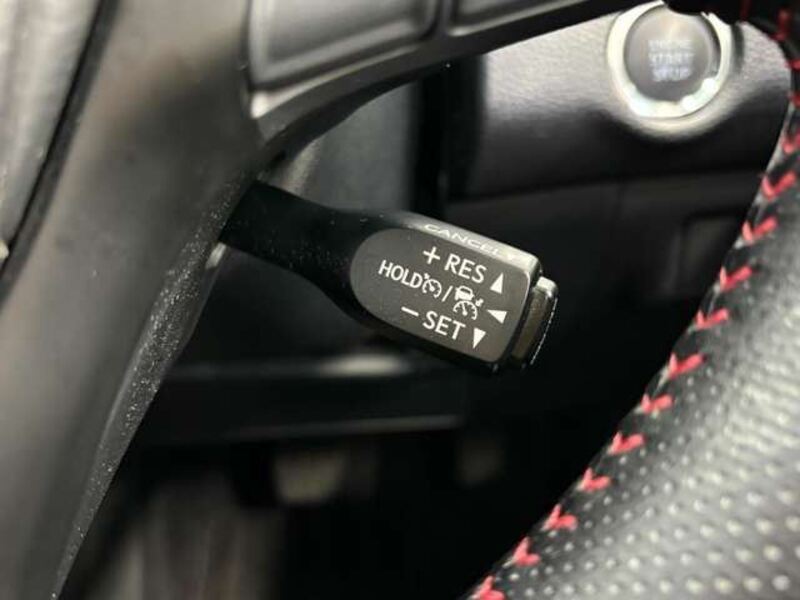 ENGINE
START
STOP
CANCEL
+ RES ▲
HOLD / ◀
− SET ▼